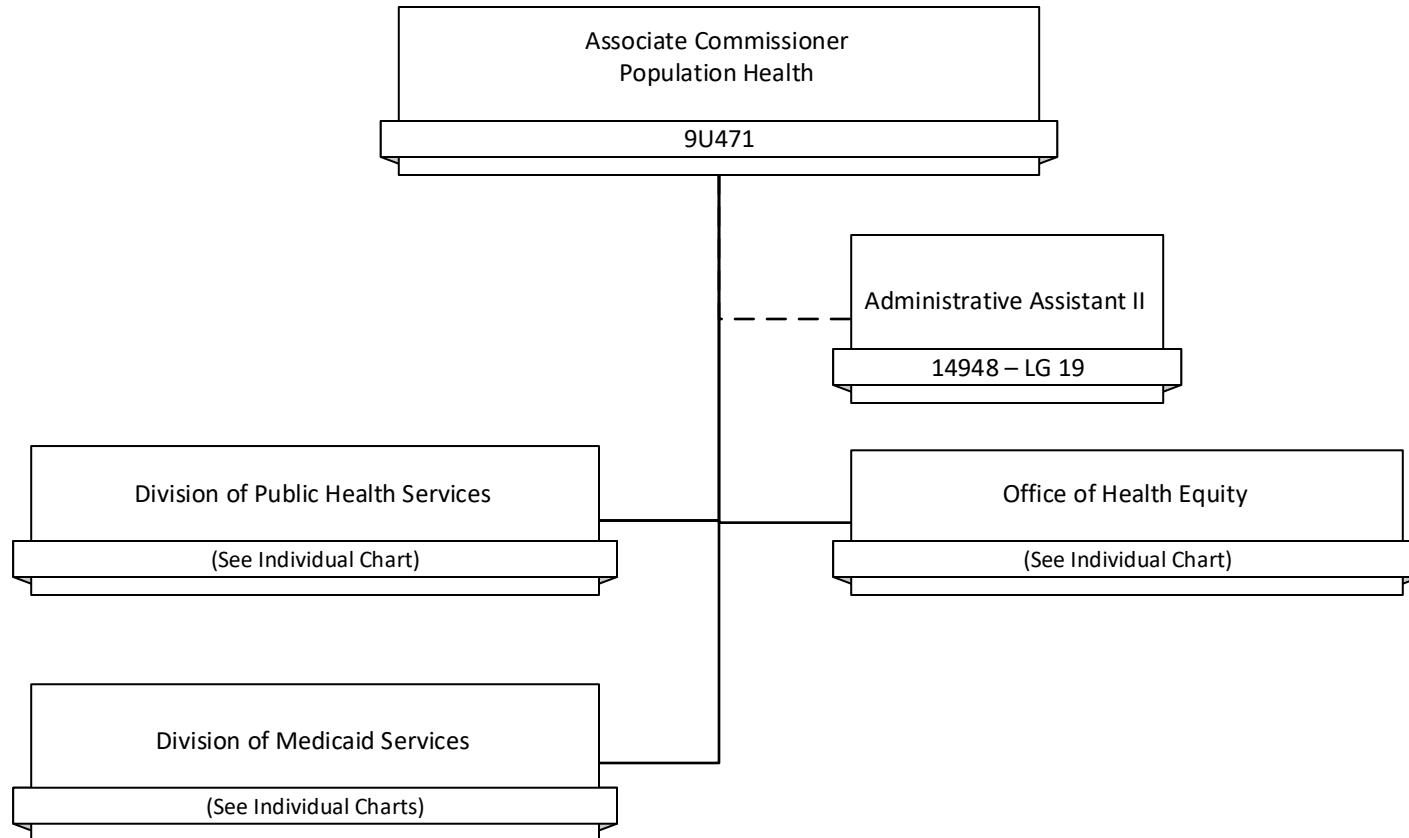 Associate Commissioner
Population Health
9U471
Administrative Assistant II
14948 – LG 19
Division of Public Health Services
(See Individual Chart)
Office of Health Equity
(See Individual Chart)
Division of Medicaid Services
(See Individual Charts)